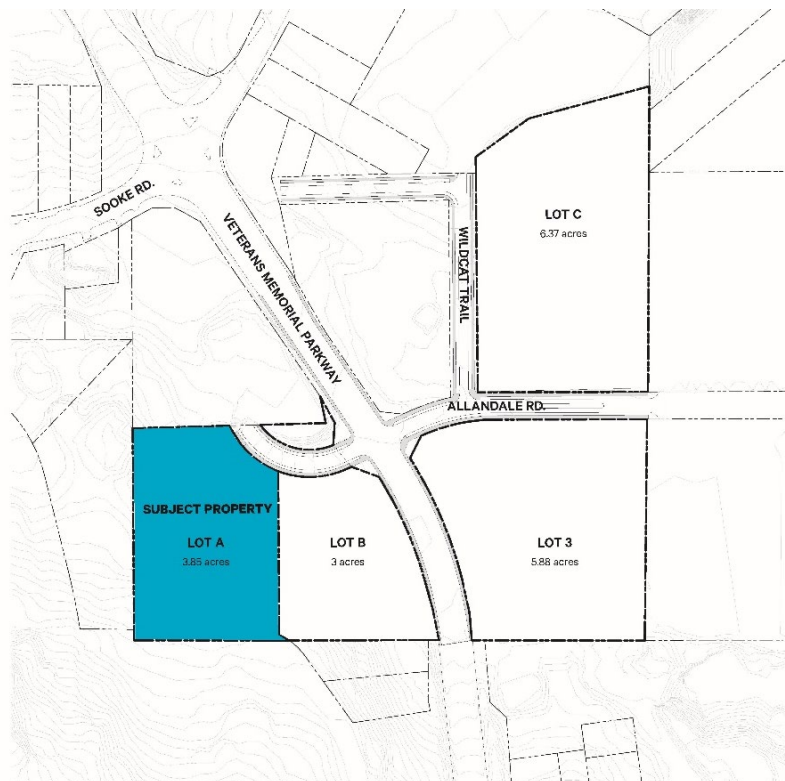 SOOKE RD.
VETERANS MEMORIAL PARKWAY
WILDCAT TRAIL
LOT C
6.37 acres
ALLANDALE RD.
SUBJECT PROPERTY
LOT A
3.85 acres
LOT B
3 acres
LOT 3
5.88 acres